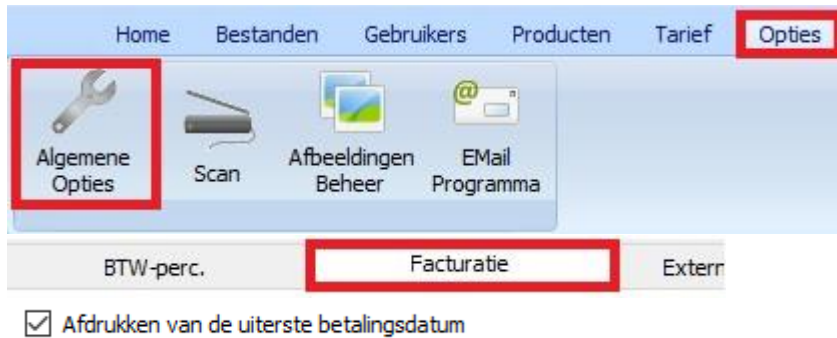 Home Bestanden Gebruikers Producten Tarief Opties
Algemene Opties
Scan
Afbeeldingen Beheer
EMail Programma
BTW-perc. Facturatie Extern
Afdrukken van de uiterste betalingsdatum